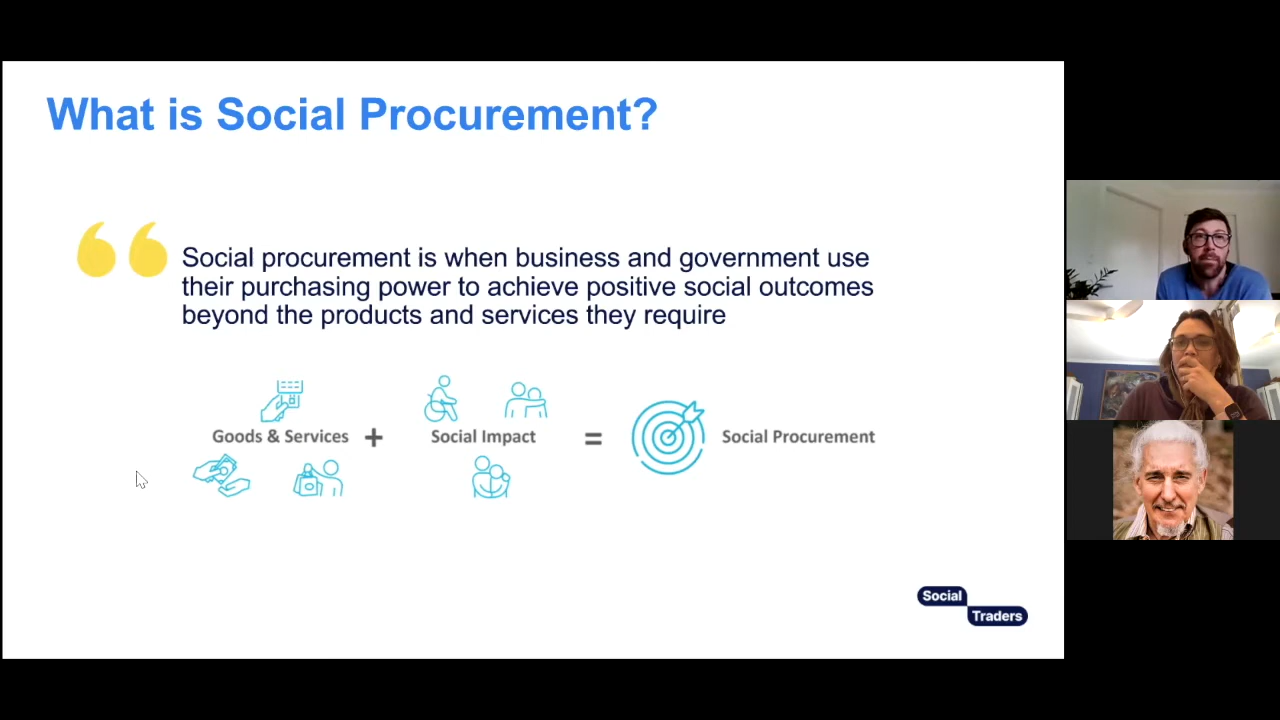 What is Social Procurement?
Social procurement is when business and government use
their purchasing power to achieve positive social outcomes
beyond the products and services they require
Goods & Services + Social Impact = Social Procurement
Social
Traders